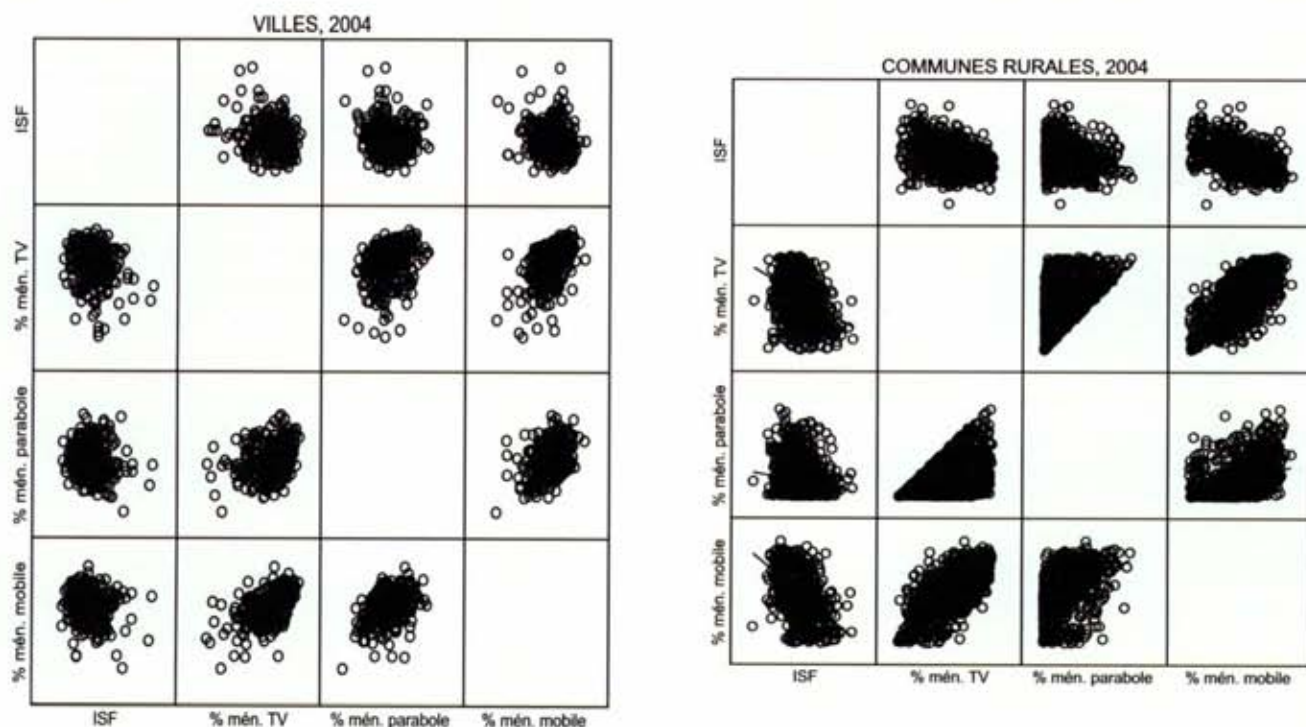 VILLES, 2004
ISF
% mén. TV
% mén. parabole
% mén. mobile
ISF
% mén. TV
% mén. parabole
% mén. mobile
COMMUNES RURALES, 2004
ISF
% mén. TV
% mén. parabole
% mén. mobile
ISF
% mén. TV
% mén. parabole
% mén. mobile